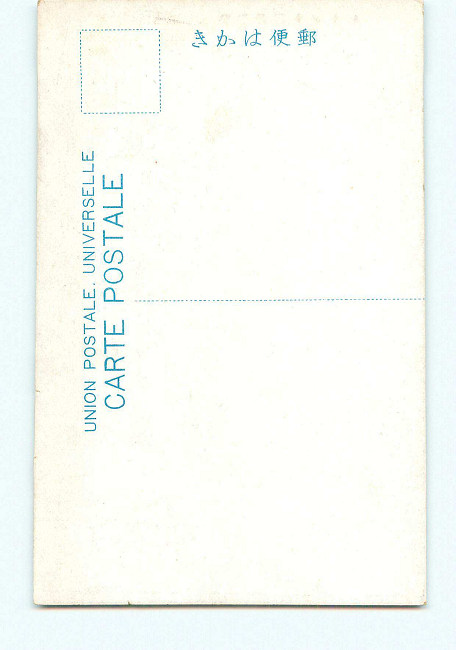 郵便はかき
UNION POSTALE. UNIVERSELLE
CARTE POSTALE